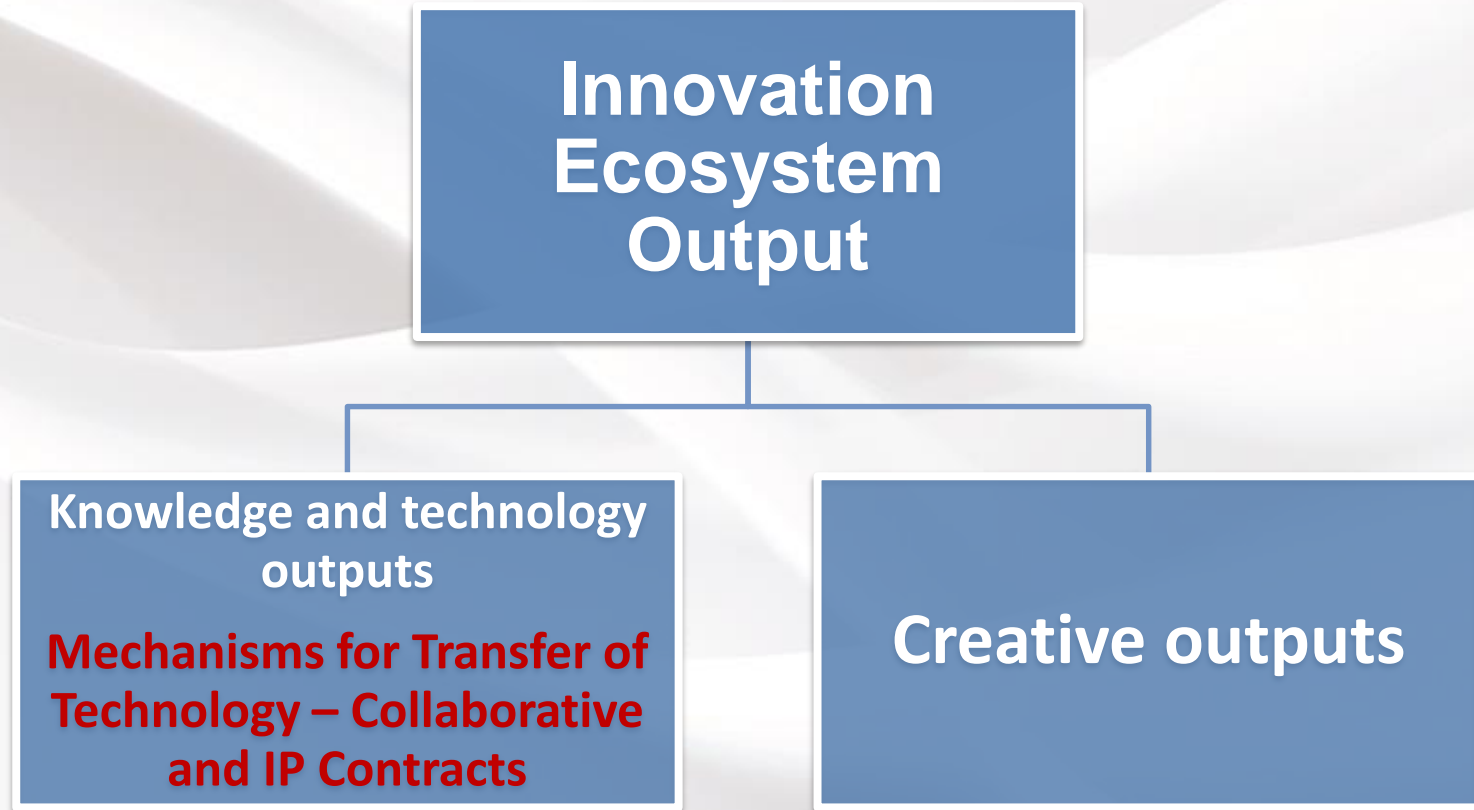 Innovation
Ecosystem
Output
Knowledge and technology
outputs
Mechanisms for Transfer of
Technology – Collaborative
and IP Contracts
Creative outputs